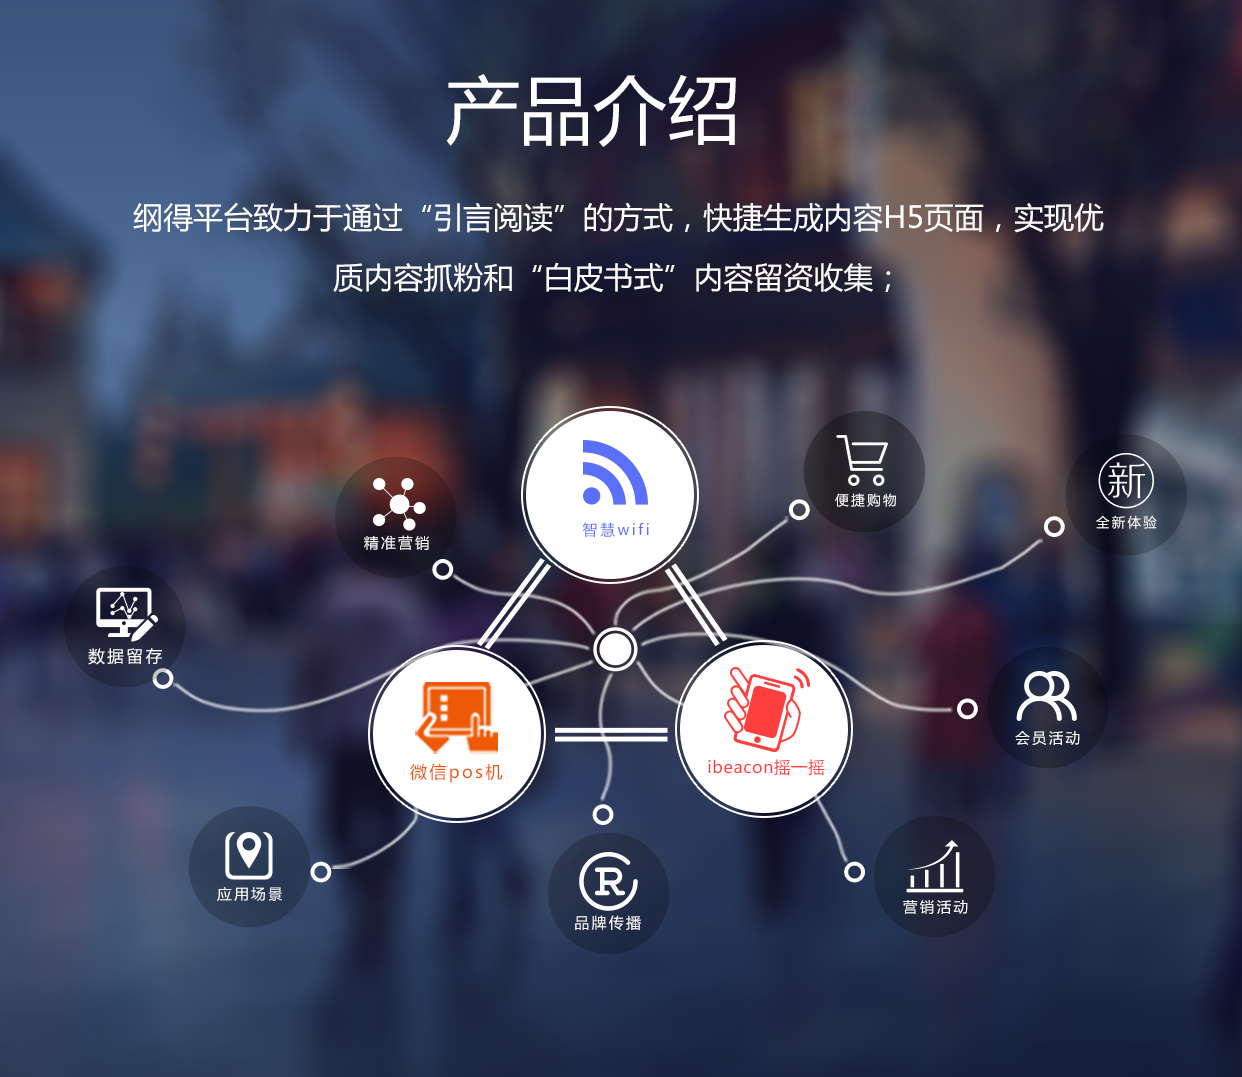 产品介绍
纲得平台致力于通过“引言阅读”的方式，快捷生成内容H5页面，实现优
质内容抓粉和“白皮书式”内容留资收集；
智慧wifi
便捷购物
新
全新体验
精准营销
数据留存
微信pos机
ibeacon摇一摇
会员活动
应用场景
R
品牌传播
营销活动